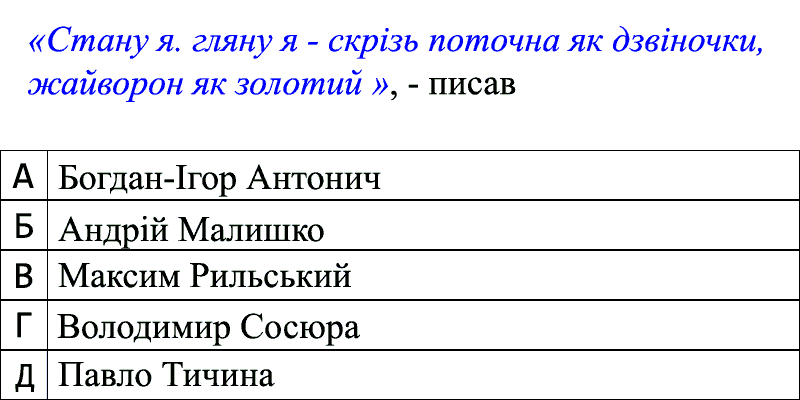 «Стану я. гляну я - скрізь поточна як дзвіночки,
жайворон як золотий », - писав
А Богдан-Ігор Антонич
Б Андрій Малишко
В Максим Рильський
Г Володимир Сосюра
Д Павло Тичина